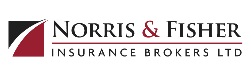 NORRIS & FISHER
INSURANCE BROKERS LTD